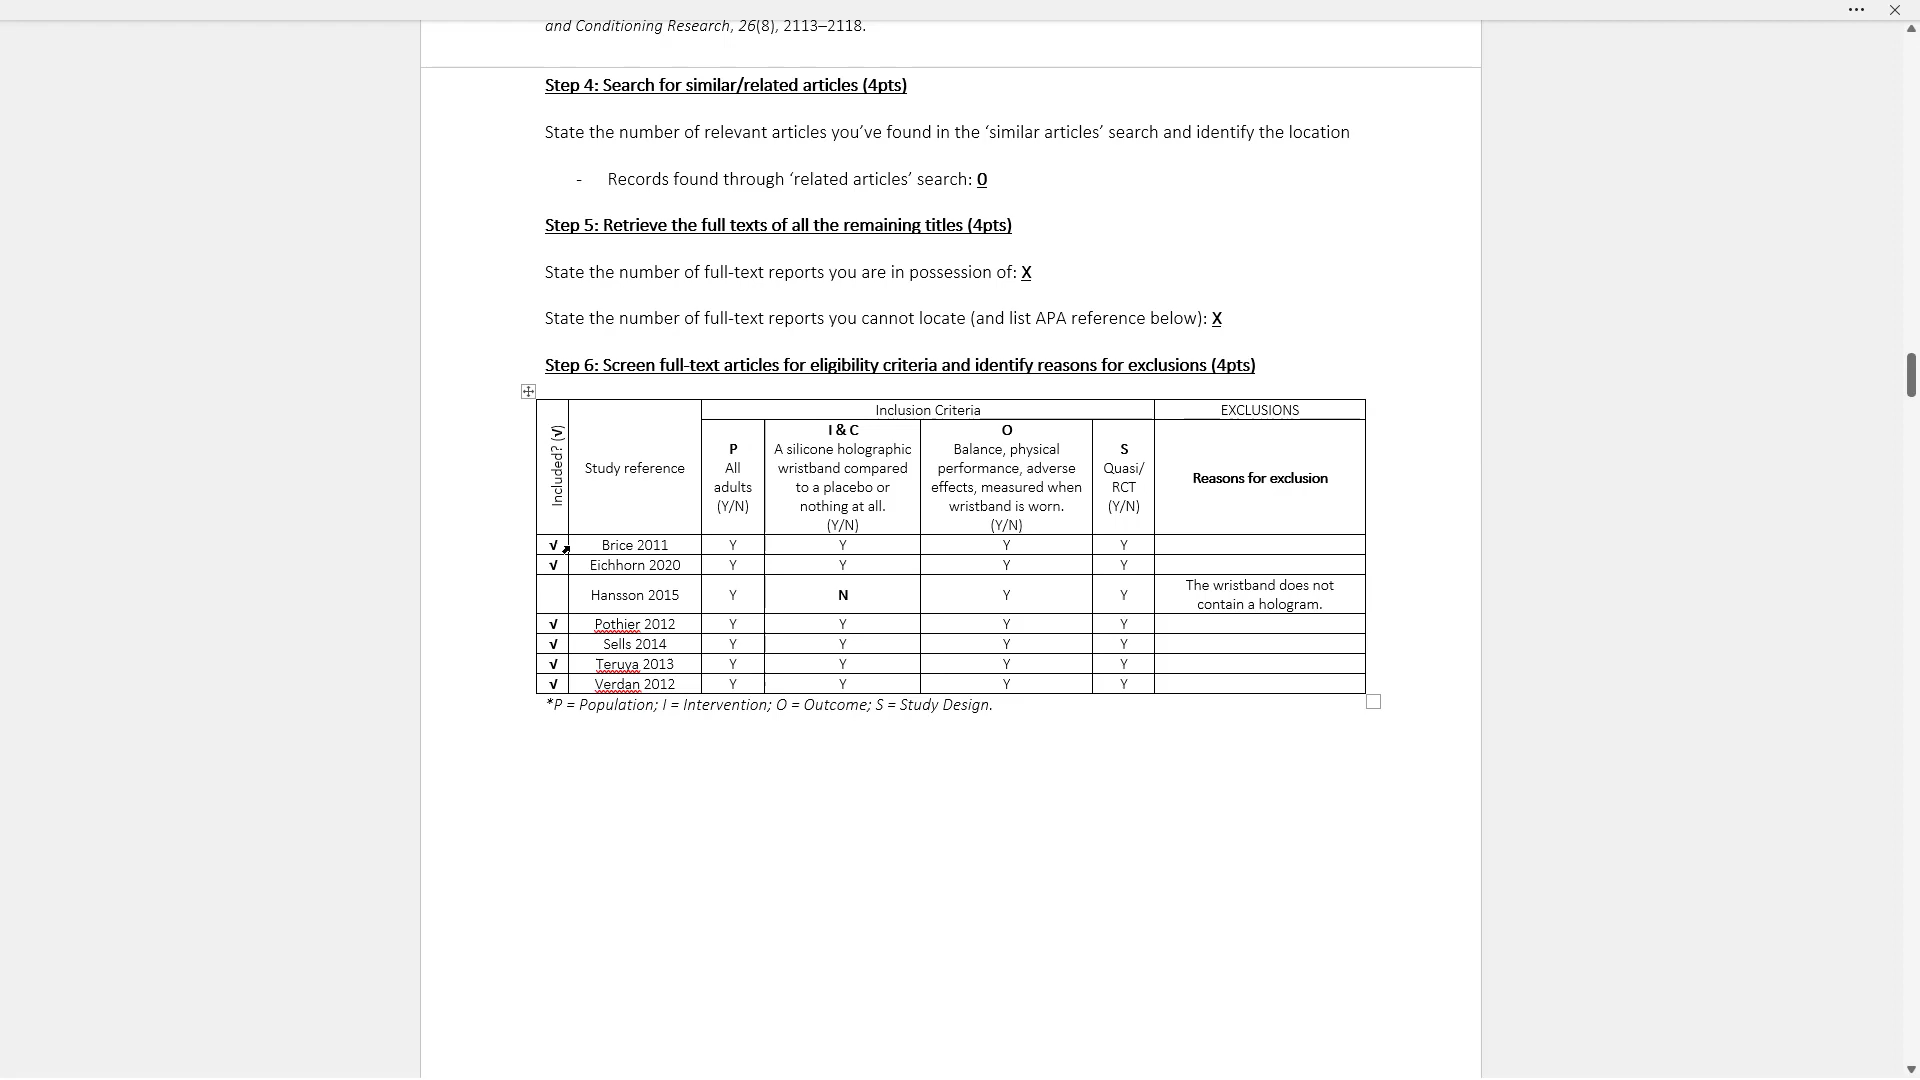 and Conditioning Research, 26(8), 2113–2118.
Step 4: Search for similar/related articles (4pts)
State the number of relevant articles you’ve found in the ‘similar articles’ search and identify the location
- Records found through ‘related articles’ search: 0
Step 5: Retrieve the full texts of all the remaining titles (4pts)
State the number of full-text reports you are in possession of: X
State the number of full-text reports you cannot locate (and list APA reference below): X
Step 6: Screen full-text articles for eligibility criteria and identify reasons for exclusions (4pts)
Included? (√)
Study reference
Inclusion Criteria
EXCLUSIONS
P
All
adults
(Y/N)
I & C
A silicone holographic
wristband compared
to a placebo or
nothing at all.
(Y/N)
O
Balance, physical
performance, adverse
effects, measured when
wristband is worn.
(Y/N)
S
Quasi/
RCT
(Y/N)
Reasons for exclusion
√ Brice 2011 Y Y Y Y
√ Eichhorn 2020 Y Y Y Y
Hansson 2015 Y N Y Y The wristband does not
contain a hologram.
√ Pothier 2012 Y Y Y Y
√ Sells 2014 Y Y Y Y
√ Teruya 2013 Y Y Y Y
√ Verdan 2012 Y Y Y Y
*P = Population; I = Intervention; O = Outcome; S = Study Design.